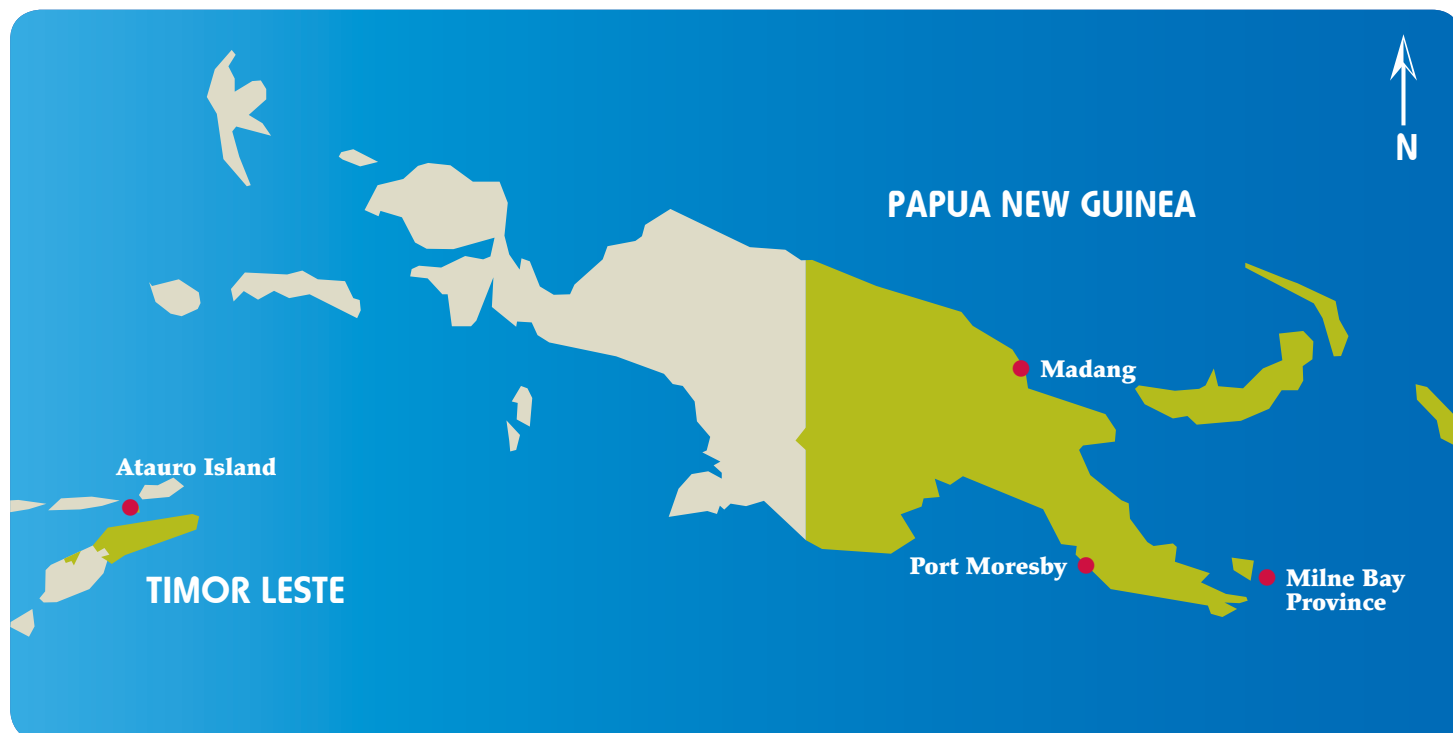 N
PAPUA NEW GUINEA
Madang
Atauro Island
Port Moresby
Milne Bay
Province
TIMOR LESTE